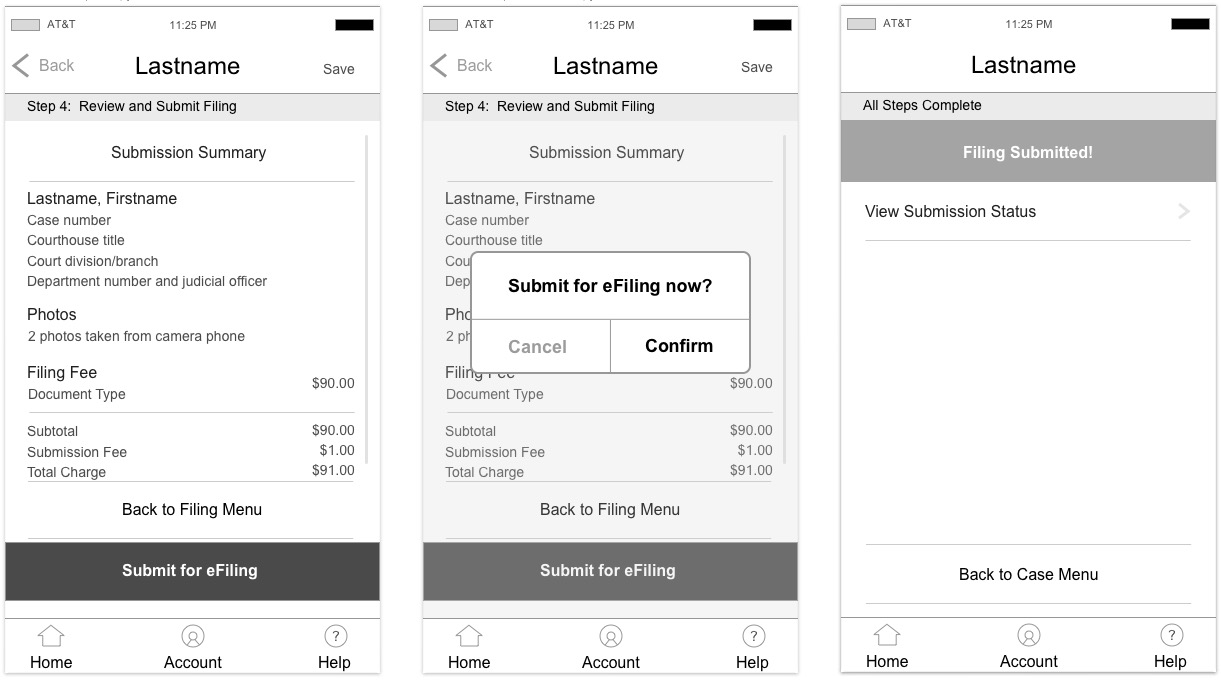 AT&T 11:25 PM
Back Lastname Save
Step 4: Review and Submit Filing
Submission Summary
Lastname, Firstname
Case number
Courthouse title
Court division/branch
Department number and judicial officer
Photos
2 photos taken from camera phone
Filing Fee
Document Type $90.00
Subtotal $90.00
Submission Fee $1.00
Total Charge $91.00
Back to Filing Menu
Submit for eFiling
?
Home Account Help
AT&T 11:25 PM
Back Lastname Save
Step 4: Review and Submit Filing
Submission Summary
Lastname, Firstname
Case number
Courthouse title
Cou
Dep
Submit for eFiling now?
Pho
2 ph
Cancel Confirm
Filing Fee
Document Type $90.00
Subtotal $90.00
Submission Fee $1.00
Total Charge $91.00
Back to Filing Menu
Submit for eFiling
?
Home Account Help
AT&T 11:25 PM
Lastname
All Steps Complete
Filing Submitted!
View Submission Status
Back to Case Menu
?
Home Account Help